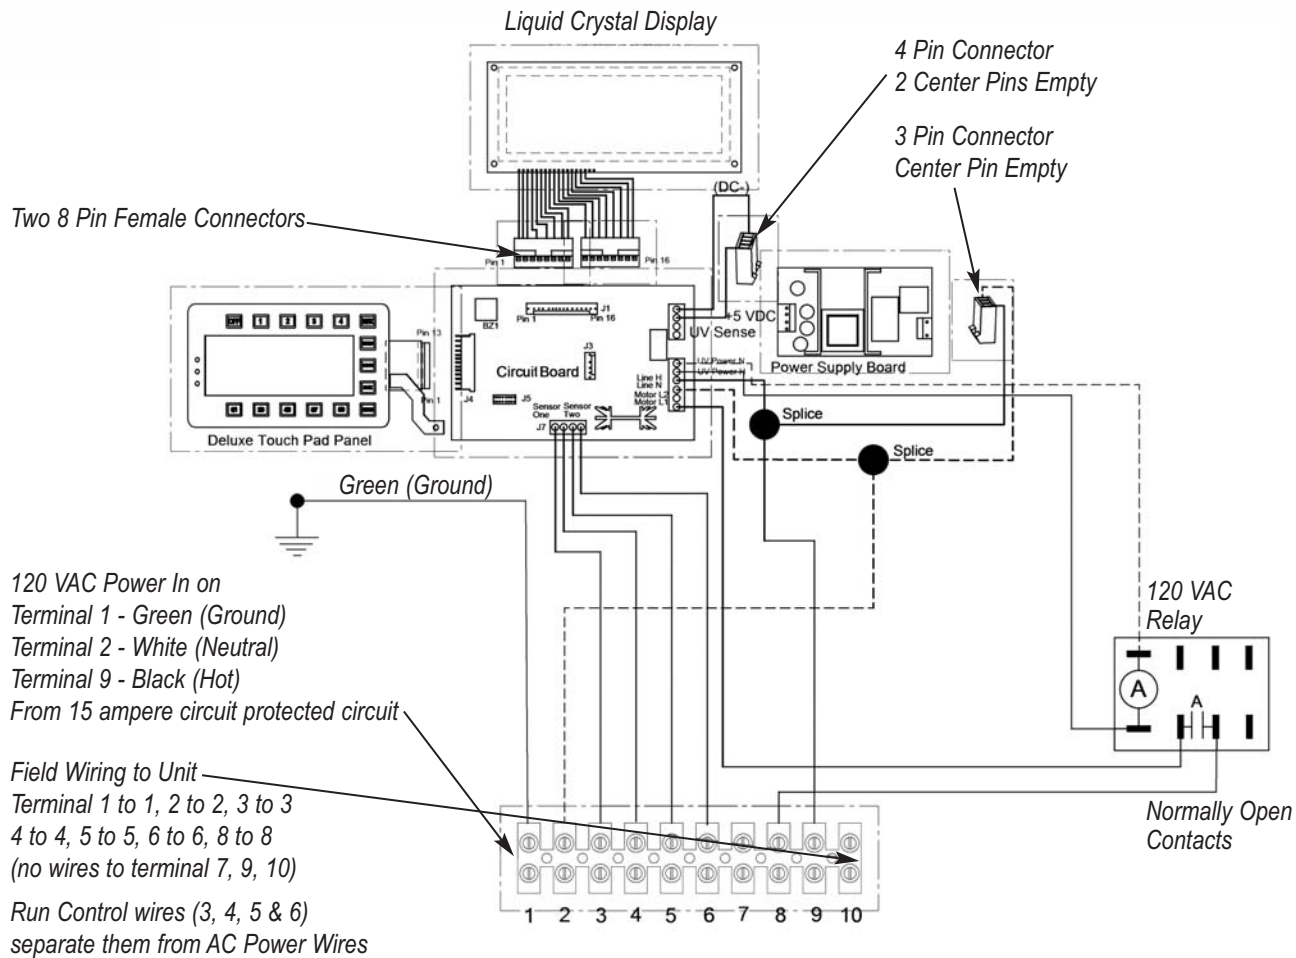 Liquid Crystal Display
4 Pin Connector
2 Center Pins Empty
3 Pin Connector
Center Pin Empty
(DC-)
Two 8 Pin Female Connectors
Pin 1
Pin 16
+5 VDC
UV Sense
J1
Pin 1
Pin 16
BZ1
J3
Circuit Board
J4
J5
Sensor Sensor
One Two
J7
UV Power N
UV Power H
Line H
Line N
Motor L2
Motor L1
Power Supply Board
Pin 13
Pin 1
OFF 1 2 3 4
Deluxe Touch Pad Panel
Splice
Splice
Green (Ground)
120 VAC Power In on
Terminal 1 - Green (Ground)
Terminal 2 - White (Neutral)
Terminal 9 - Black (Hot)
From 15 ampere circuit protected circuit
120 VAC
Relay
A
A
Field Wiring to Unit
Terminal 1 to 1, 2 to 2, 3 to 3
4 to 4, 5 to 5, 6 to 6, 8 to 8
(no wires to terminal 7, 9, 10)
Normally Open
Contacts
Run Control wires (3, 4, 5 & 6)
separate them from AC Power Wires
1 2 3 4 5 6 7 8 9 10